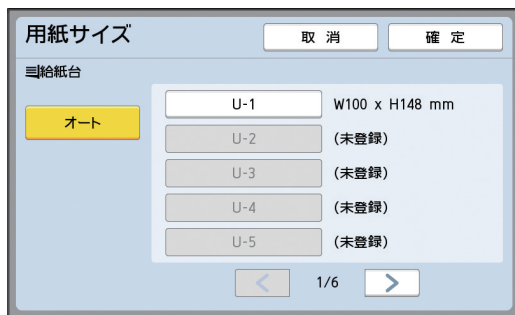 用紙サイズ 取 消 確 定
給紙台
オート
U-1 W100 x H148 mm
U-2 (未登録)
U-3 (未登録)
U-4 (未登録)
U-5 (未登録)
< 1/6 >